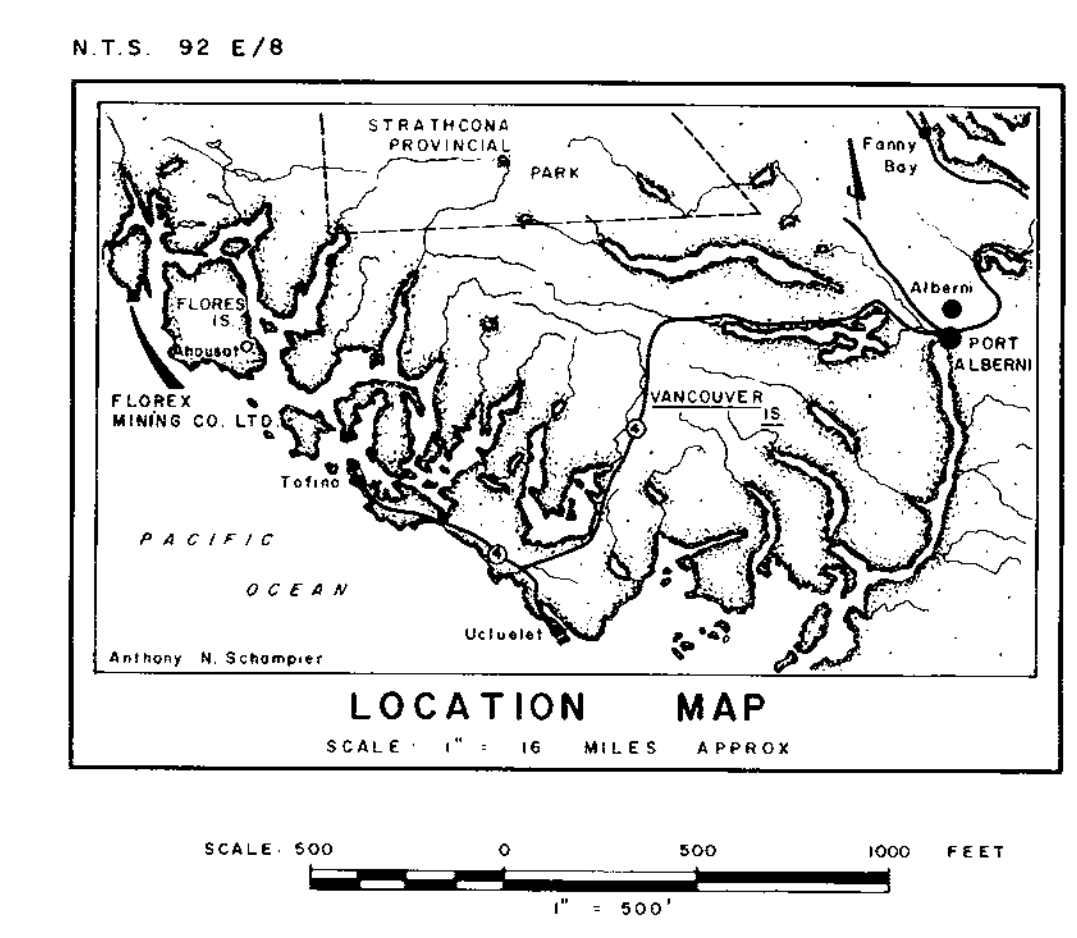 N.T.S. 92 E/8
STRATHCONA
PROVINCIAL
PARK
Fanny
Bay
FLORES
IS.
Ahousat
Alberni
PORT
ALBERNI
FLOREX
MINING CO. LTD.
VANCOUVER
IS
4
Tofino
PACIFIC
OCEAN
4
Ucluelet
Anthony N. Schampier
LOCATION MAP
SCALE: 1" = 16 MILES APPROX
SCALE: 500 0 500 1000 FEET
1" = 500'